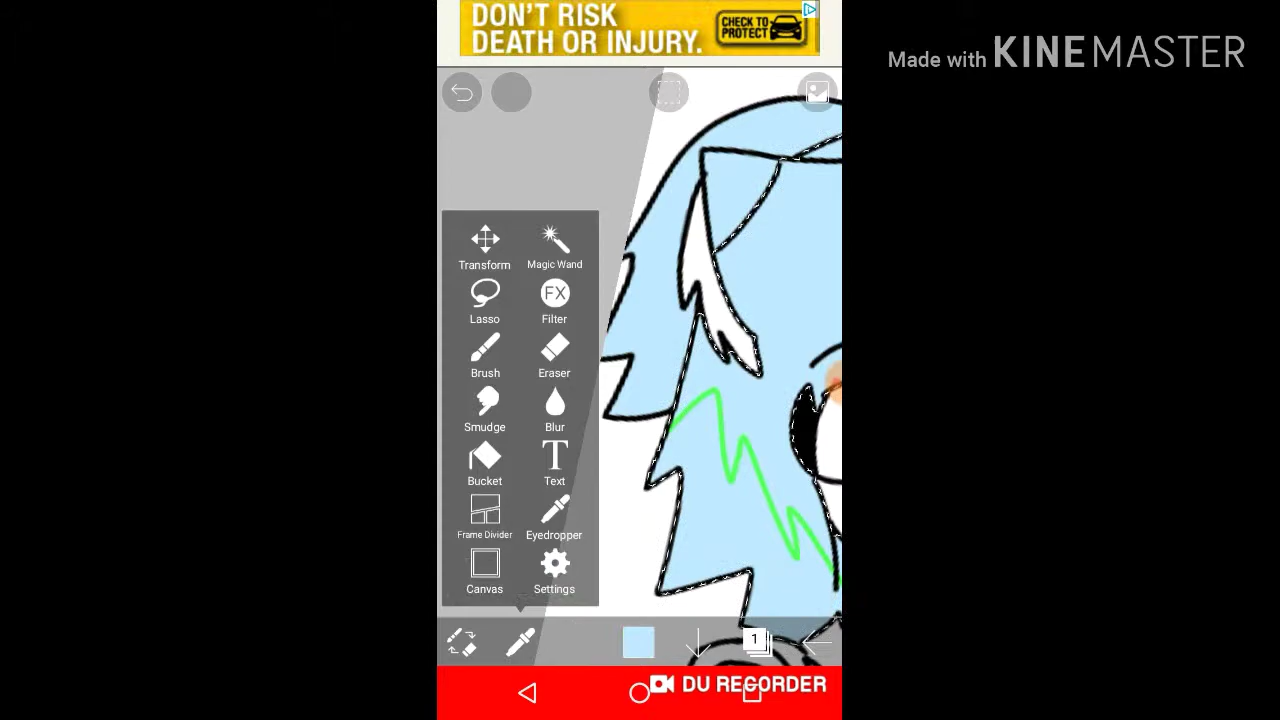 DON'T RISK
DEATH OR INJURY.
CHECK TO
PROTECT
Made with KINEMASTER
Transform
Magic Wand
Lasso
FX
Filter
Brush
Eraser
Smudge
Blur
Bucket
T
Text
Frame Divider
Eyedropper
Canvas
Settings
1
DU RECORDER